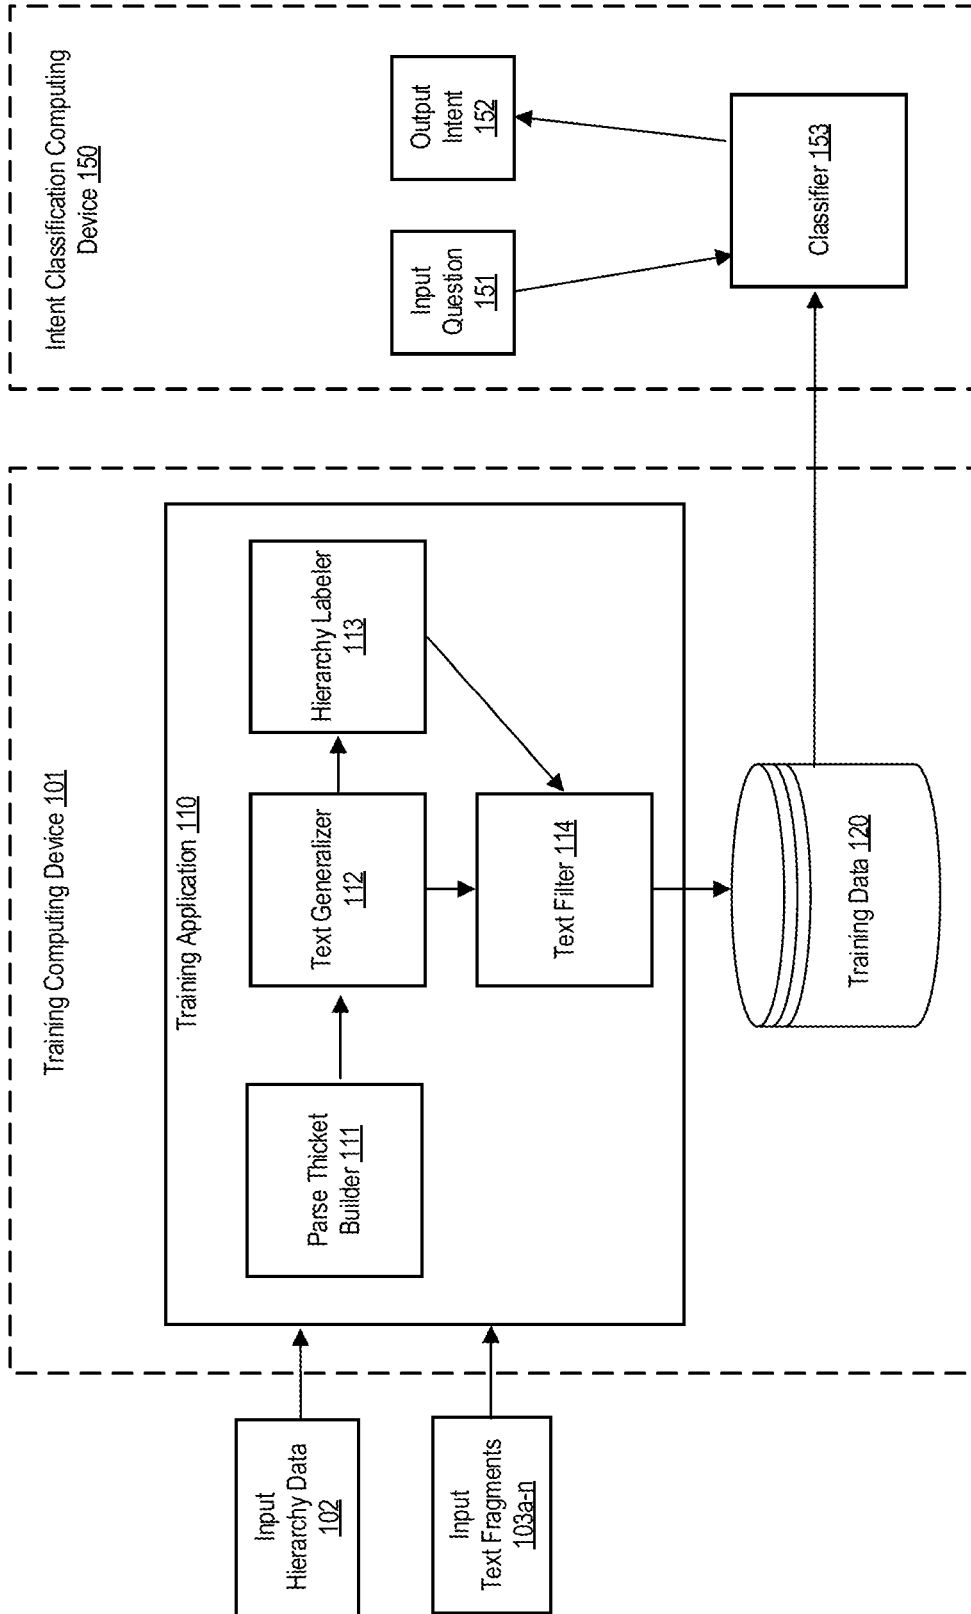 Training Computing Device 101
Training Application 110
Input
Hierarchy Data
102
Input
Text Fragments
103a-n
Parse Thicket
Builder 111
Text Generalizer
112
Hierarchy Labeler
113
Text Filter 114
Training Data 120
Intent Classification Computing
Device 150
Input
Question
151
Output
Intent
152
Classifier 153